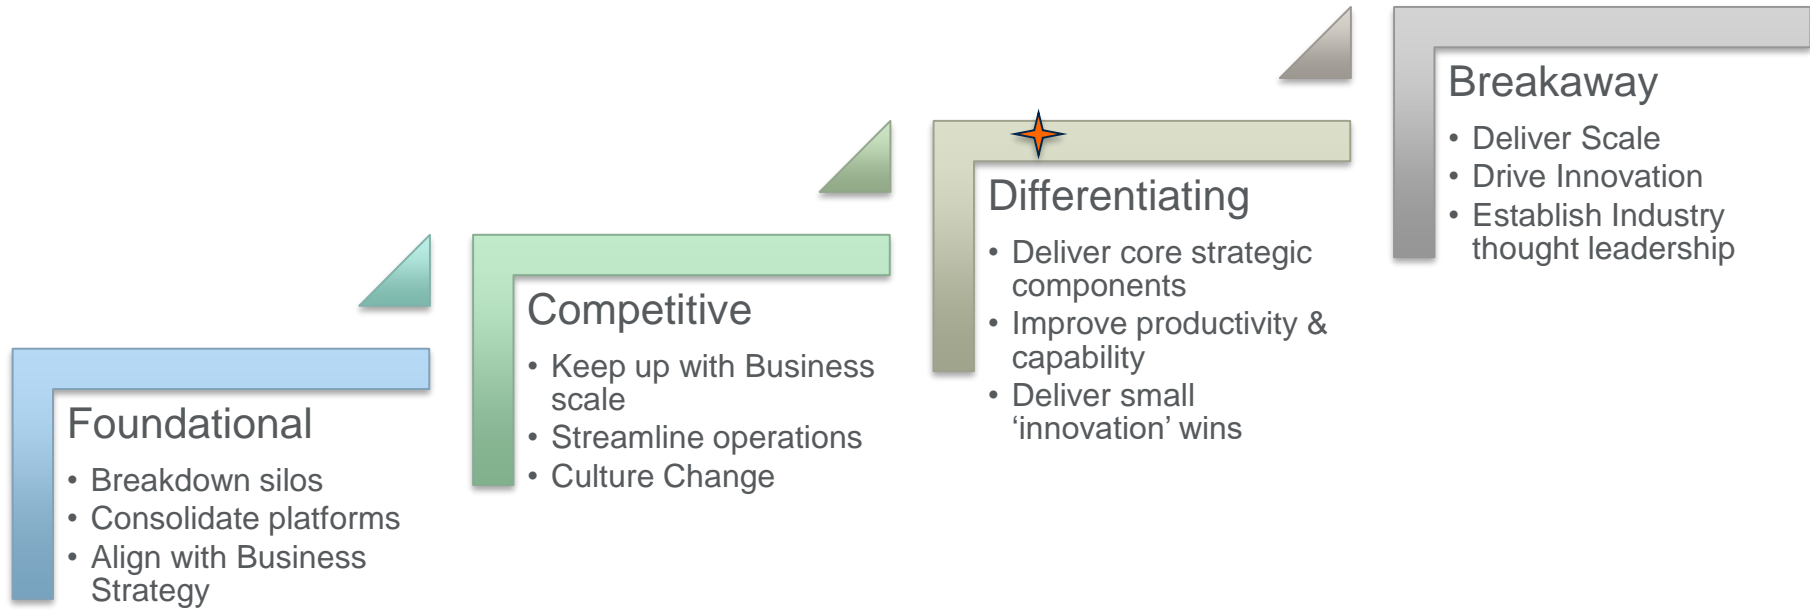 Foundational
• Breakdown silos
• Consolidate platforms
• Align with Business
Strategy
Competitive
• Keep up with Business
scale
• Streamline operations
• Culture Change
Differentiating
• Deliver core strategic
components
• Improve productivity &
capability
• Deliver small
‘innovation’ wins
Breakaway
• Deliver Scale
• Drive Innovation
• Establish Industry
thought leadership